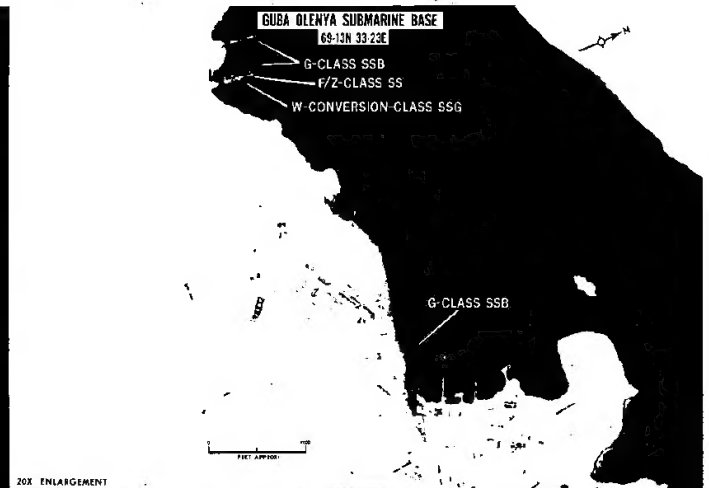 GUBA OLENYA SUBMARINE BASE
69-13N 33-23E
N
G-CLASS SSB
F/Z-CLASS SS
W-CONVERSION-CLASS SSG
G-CLASS SSB
0
FEET APPROX.
20X ENLARGEMENT